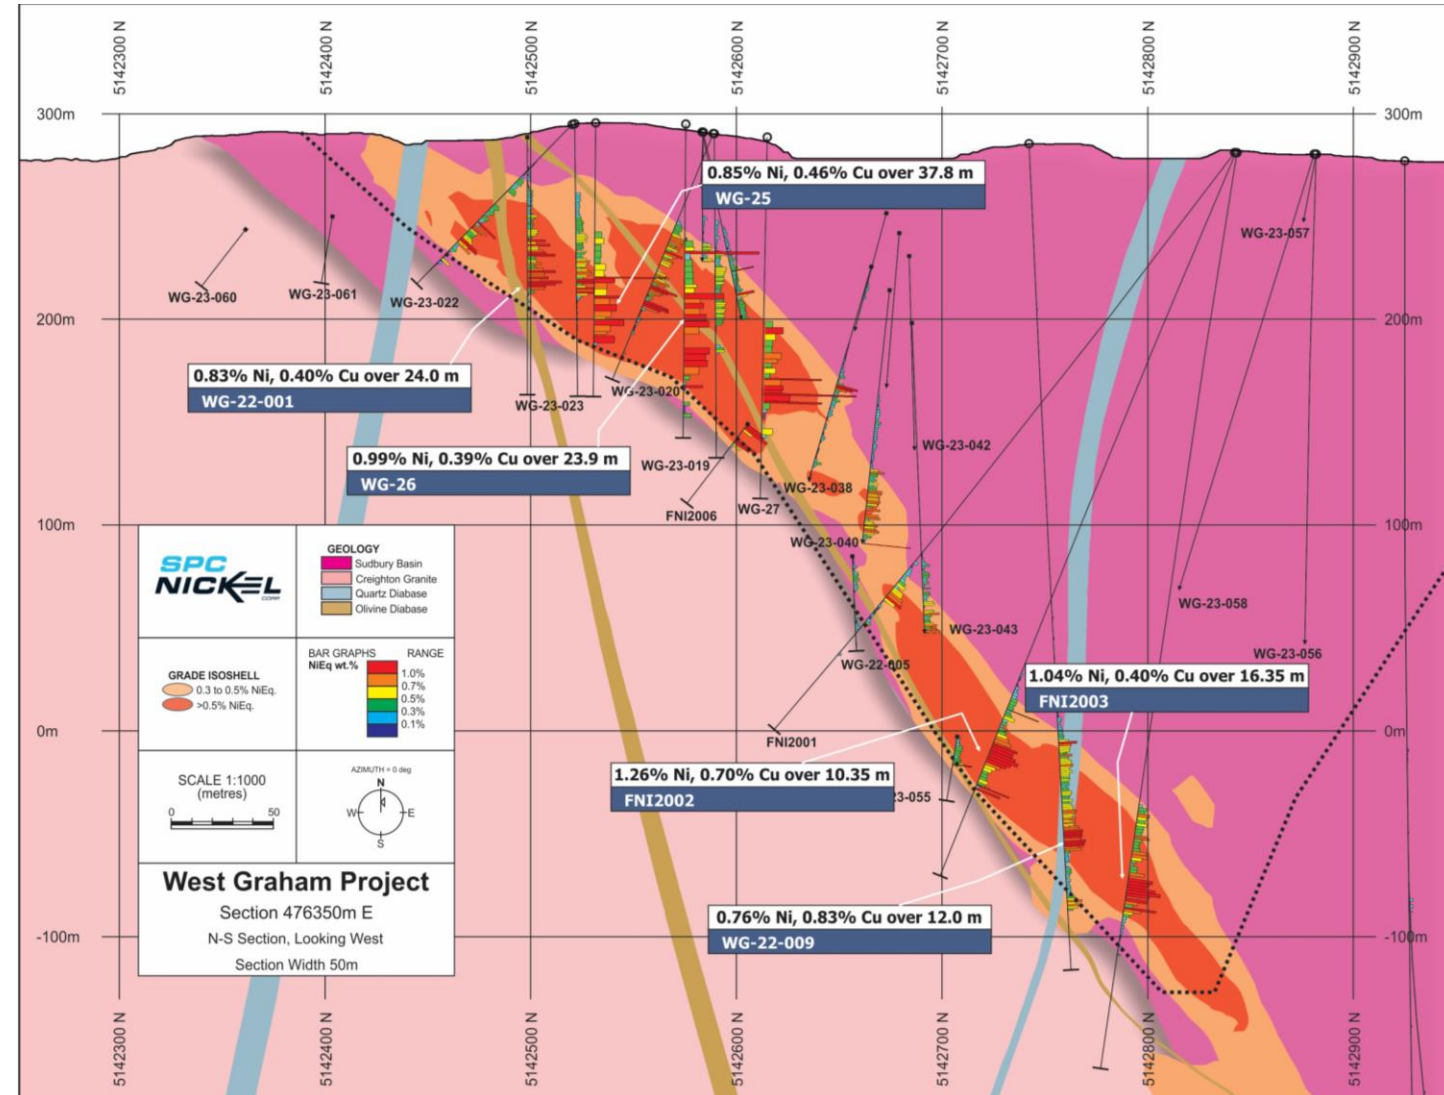 5142300 N
5142400 N
5142500 N
5142600 N
5142700 N
5142800 N
5142900 N
300m
300m
0.85% Ni, 0.46% Cu over 37.8 m
WG-25
WG-23-057
WG-23-060
WG-23-061
WG-23-022
200m
200m
0.83% Ni, 0.40% Cu over 24.0 m
WG-22-001
WG-23-023
WG-23-020
WG-23-042
0.99% Ni, 0.39% Cu over 23.9 m
WG-26
WG-23-019
WG-23-038
WG-27
FNI2006
100m
100m
WG-23-040
SPC
NICKEL
CORP
GEOLOGY
Sudbury Basin
Creighton Granite
Quartz Diabase
Olivine Diabase
WG-23-058
WG-23-043
WG-23-056
WG-22-005
GRADE ISOSHELL
0.3 to 0.5% NiEq.
>0.5% NiEq.
BAR GRAPHS RANGE
NiEq wt.%
1.0%
0.7%
0.5%
0.3%
0.1%
1.04% Ni, 0.40% Cu over 16.35 m
FNI2003
0m
0m
FNI2001
1.26% Ni, 0.70% Cu over 10.35 m
FNI2002
23-055
SCALE 1:1000
(metres)
0 50
AZIMUTH = 0 deg
N
W E
S
West Graham Project
Section 476350m E
N-S Section, Looking West
Section Width 50m
0.76% Ni, 0.83% Cu over 12.0 m
WG-22-009
-100m
-100m
5142300 N
5142400 N
5142500 N
5142600 N
5142700 N
5142800 N
5142900 N